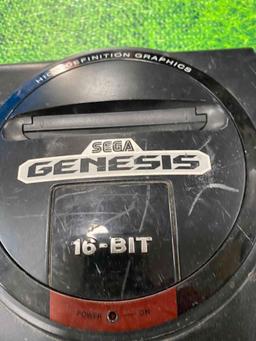 HIGH DEFINITION GRAPHICS
SEGA
GENESIS
16-BIT
POWER ON